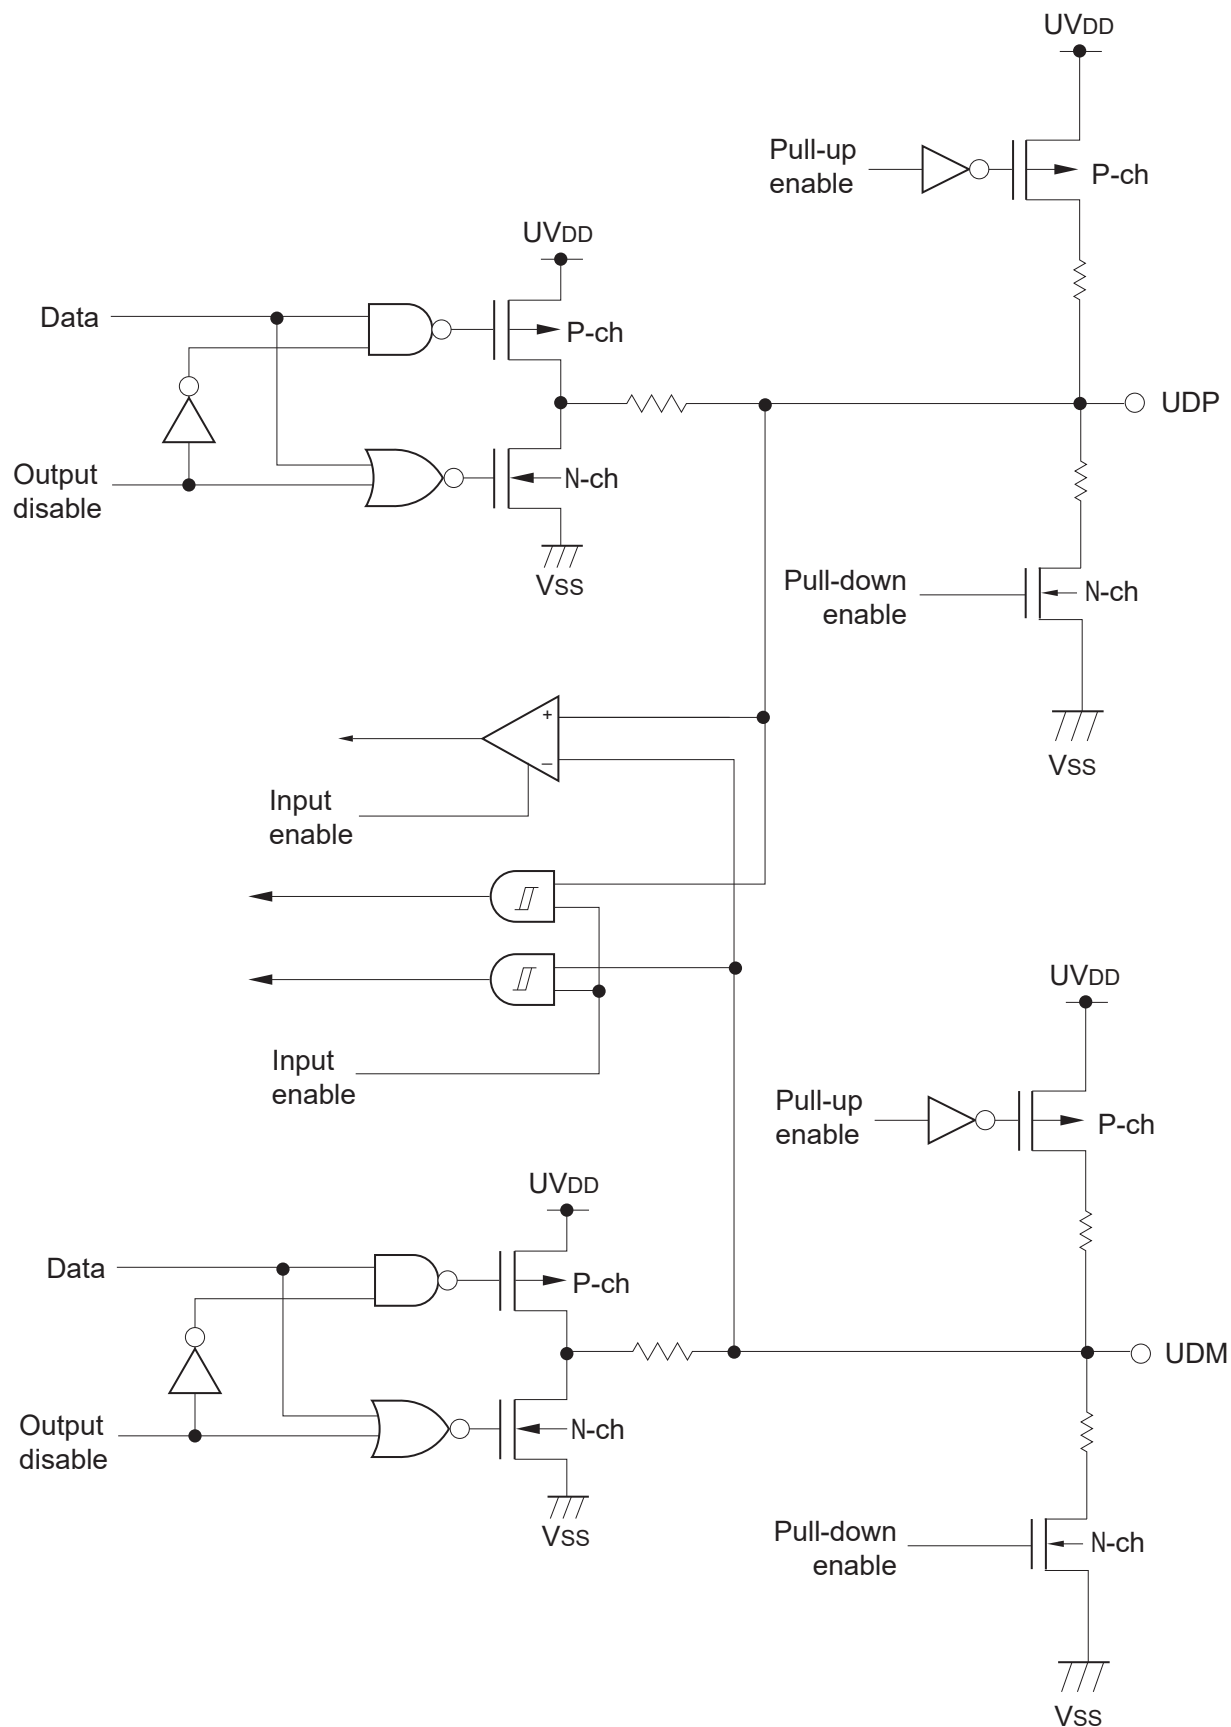 UVDD
Pull-up
enable
P-ch
UVDD
Data
P-ch
UDP
Output
disable
N-ch
VSS
Pull-down
enable
N-ch
VSS
+
−
Input
enable
Input
enable
UVDD
Pull-up
enable
P-ch
UVDD
Data
P-ch
UDM
Output
disable
N-ch
VSS
Pull-down
enable
N-ch
VSS